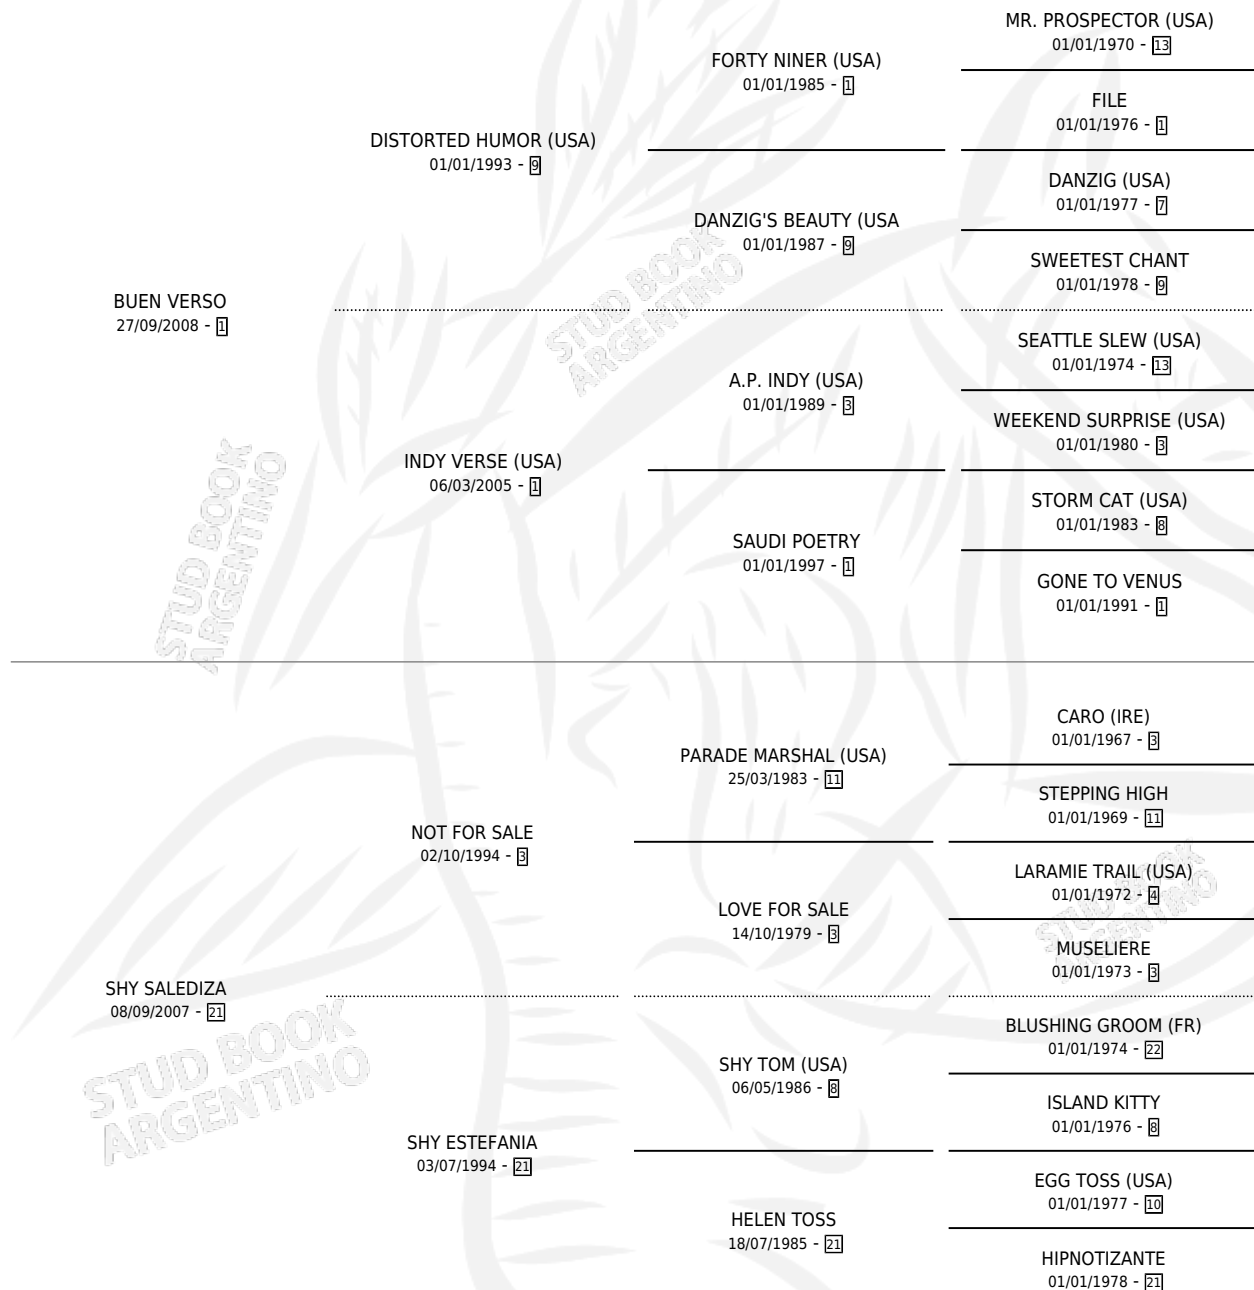 MR. PROSPECTOR (USA)
01/01/1970 - 13
FORTY NINER (USA)
01/01/1985 - 1
FILE
01/01/1976 - 1
DISTORTED HUMOR (USA)
01/01/1993 - 9
DANZIG (USA)
01/01/1977 - 7
DANZIG'S BEAUTY (USA
01/01/1987 - 9
SWEETEST CHANT
01/01/1978 - 9
BUEN VERSO
27/09/2008 - 1
SEATTLE SLEW (USA)
01/01/1974 - 13
A.P. INDY (USA)
01/01/1989 - 3
WEEKEND SURPRISE (USA)
01/01/1980 - 3
INDY VERSE (USA)
06/03/2005 - 1
STORM CAT (USA)
01/01/1983 - 8
SAUDI POETRY
01/01/1997 - 1
GONE TO VENUS
01/01/1991 - 1
CARO (IRE)
01/01/1967 - 3
PARADE MARSHAL (USA)
25/03/1983 - 11
STEPPING HIGH
01/01/1969 - 11
NOT FOR SALE
02/10/1994 - 3
LARAMIE TRAIL (USA)
01/01/1972 - 4
LOVE FOR SALE
14/10/1979 - 3
MUSELIERE
01/01/1973 - 3
SHY SALEDIZA
08/09/2007 - 21
BLUSHING GROOM (FR)
01/01/1974 - 22
SHY TOM (USA)
06/05/1986 - 8
ISLAND KITTY
01/01/1976 - 8
SHY ESTEFANIA
03/07/1994 - 21
EGG TOSS (USA)
01/01/1977 - 10
HELEN TOSS
18/07/1985 - 21
HIPNOTIZANTE
01/01/1978 - 21
STUD BOOK
ARGENTINO
STUD BOOK
ARGENTINO
STUD BOOK
ARGENTINO
STUD BOOK
ARGENTINO